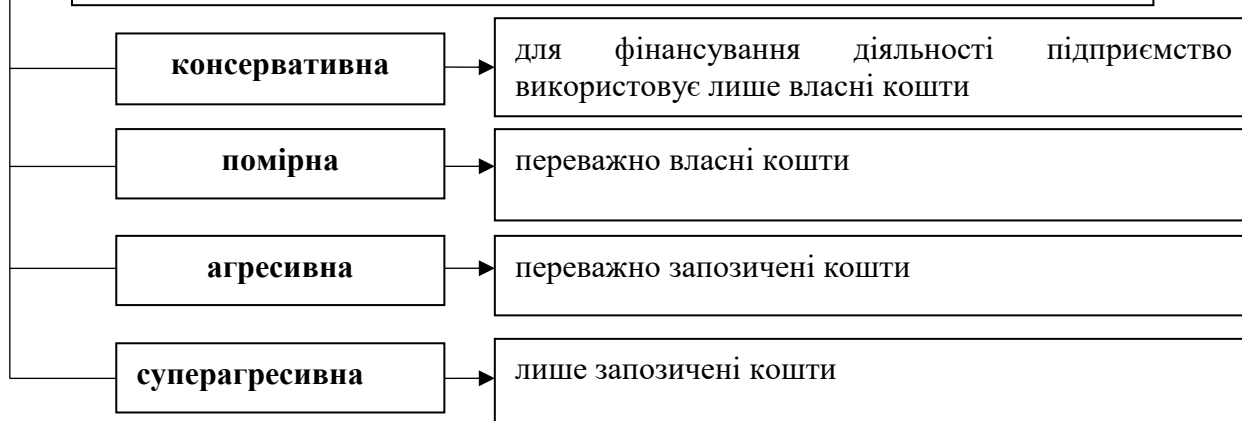 консервативна
для фінансування діяльності підприємство
використовує лише власні кошти
помірна
переважно власні кошти
агресивна
переважно запозичені кошти
суперагресивна
лише запозичені кошти